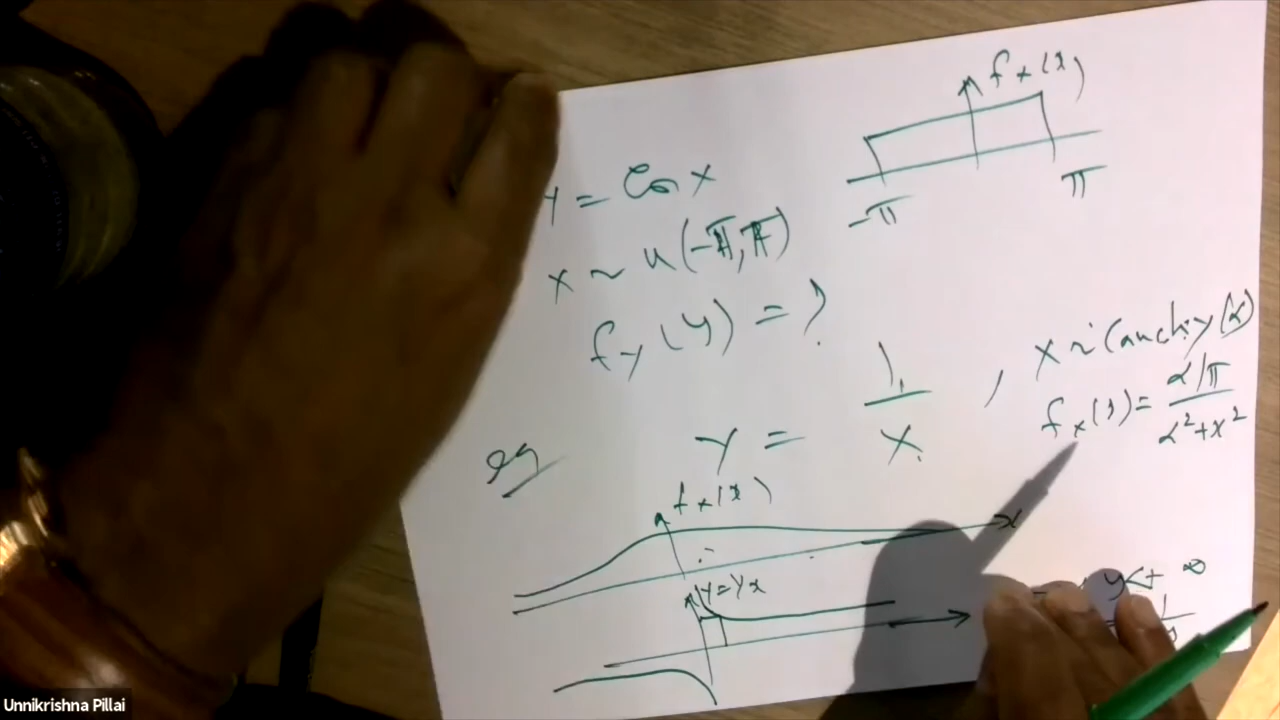 f_X(x)
-π π
Y = Cos X
X ~ U(-π, π)
f_Y(y) = ?
eg Y = 1/X , X ~ Cauchy(α)
f_X(x) = (α/π)/(α²+x²)
f_X(x)
x
y=1/x
y<+∞
Unnikrishna Pillai